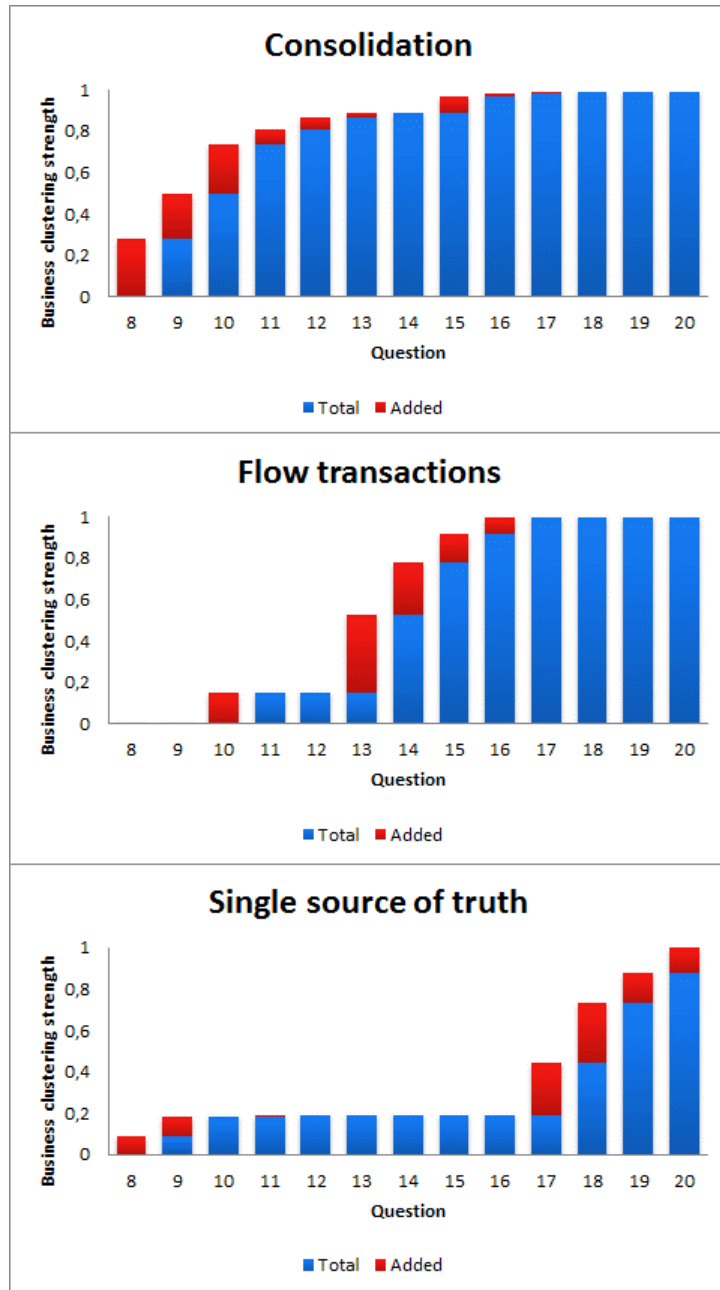 Consolidation
Business clustering strength
1
0,8
0,6
0,4
0,2
0
8 9 10 11 12 13 14 15 16 17 18 19 20
Question
Total Added
Flow transactions
Business clustering strength
1
0,8
0,6
0,4
0,2
0
8 9 10 11 12 13 14 15 16 17 18 19 20
Question
Total Added
Single source of truth
Business clustering strength
1
0,8
0,6
0,4
0,2
0
8 9 10 11 12 13 14 15 16 17 18 19 20
Question
Total Added